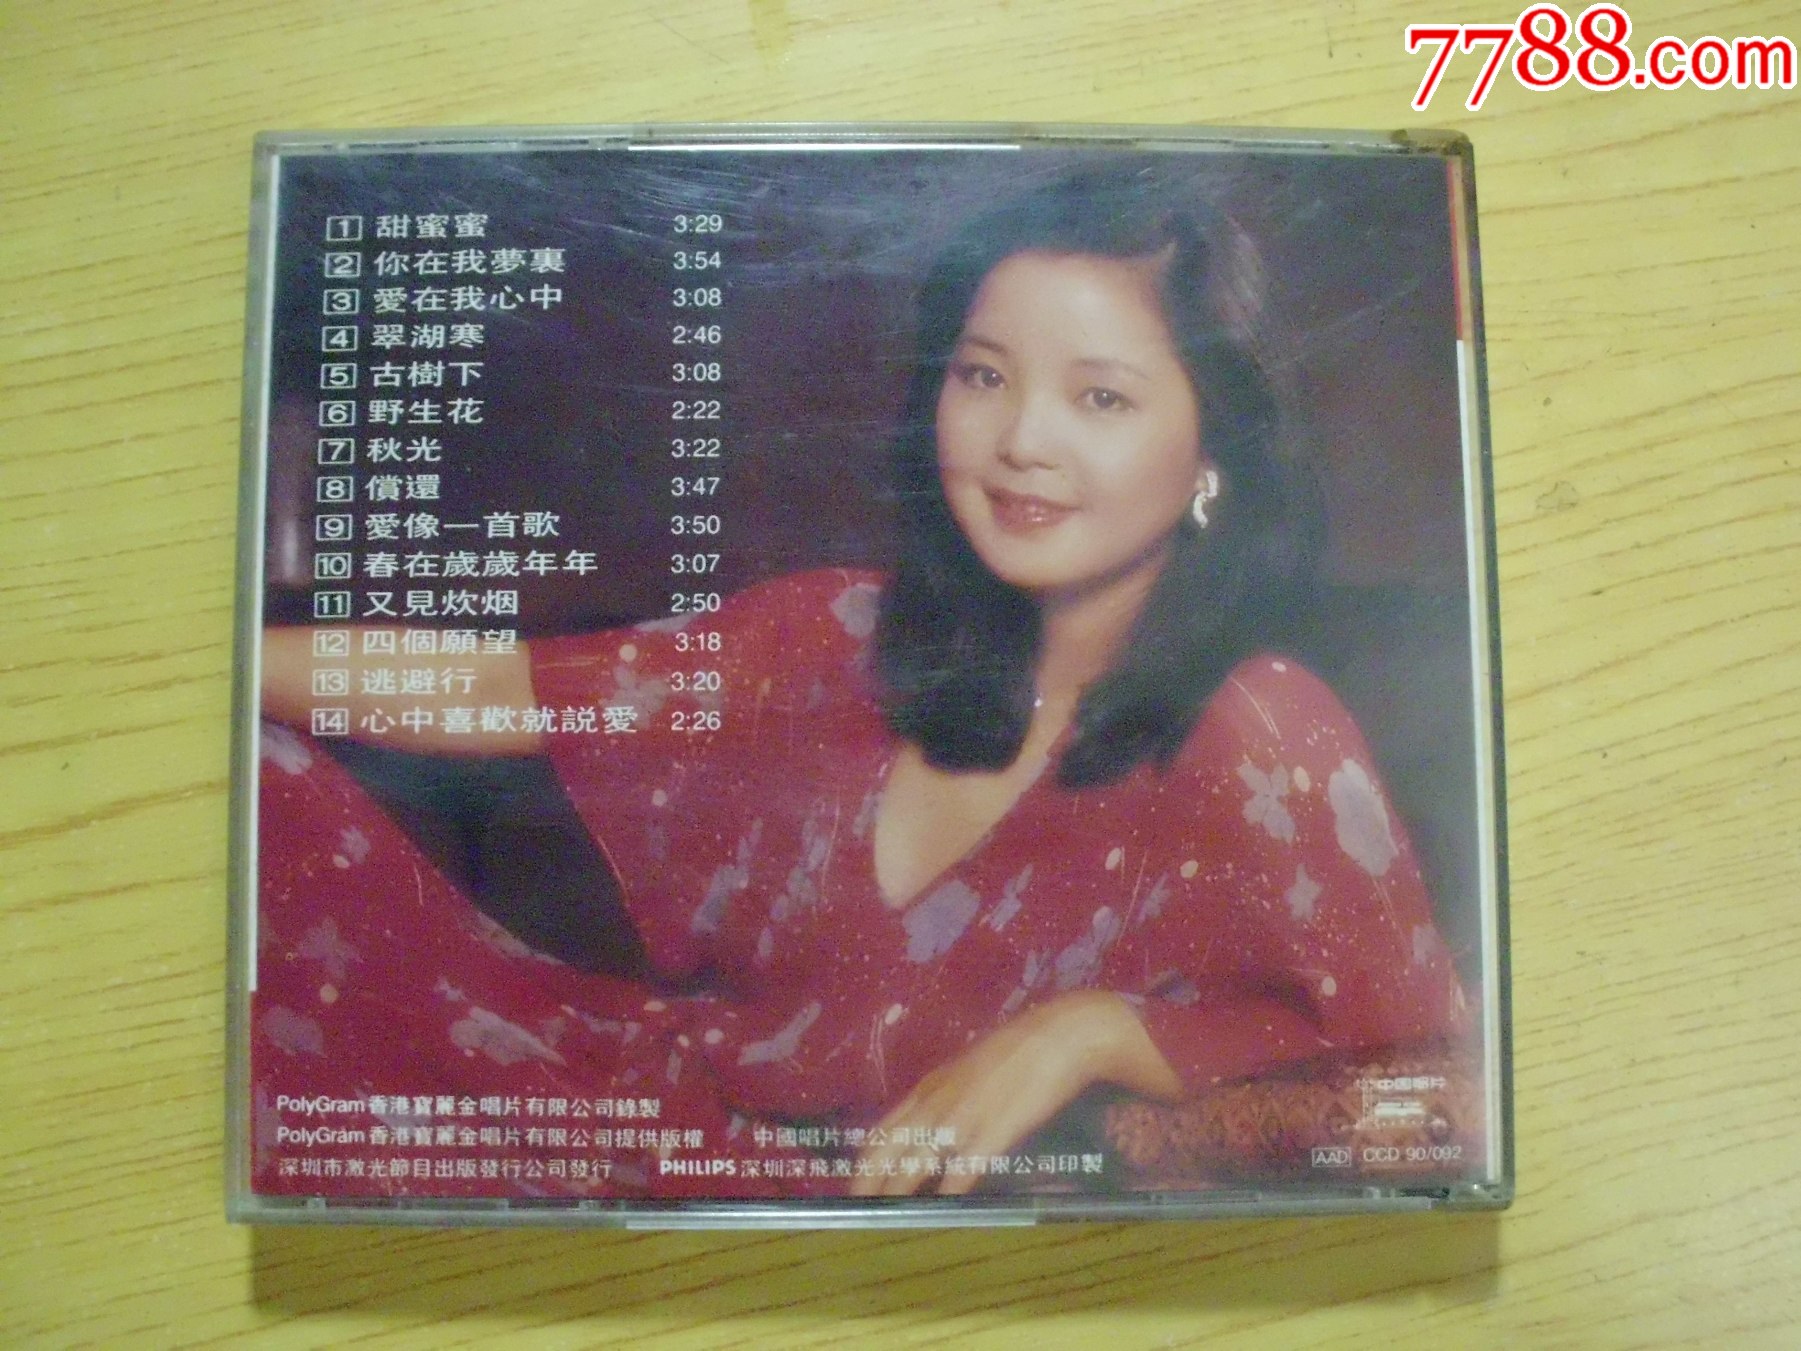 7788.com
1 甜蜜蜜 3:29
2 你在我夢裏 3:54
3 愛在我心中 3:08
4 翠湖寒 2:46
5 古樹下 3:08
6 野生花 2:22
7 秋光 3:22
8 償還 3:47
9 愛像一首歌 3:50
10 春在歲歲年年 3:07
11 又見炊烟 2:50
12 四個願望 3:18
13 逃避行 3:20
14 心中喜歡就説愛 2:26
中国唱片
PolyGram 香港寶麗金唱片有限公司錄製
PolyGram 香港寶麗金唱片有限公司提供版權 中國唱片總公司出版
深圳市激光節目出版發行公司發行 PHILIPS 深圳深飛激光光學系統有限公司印製
AAD CCD 90/092